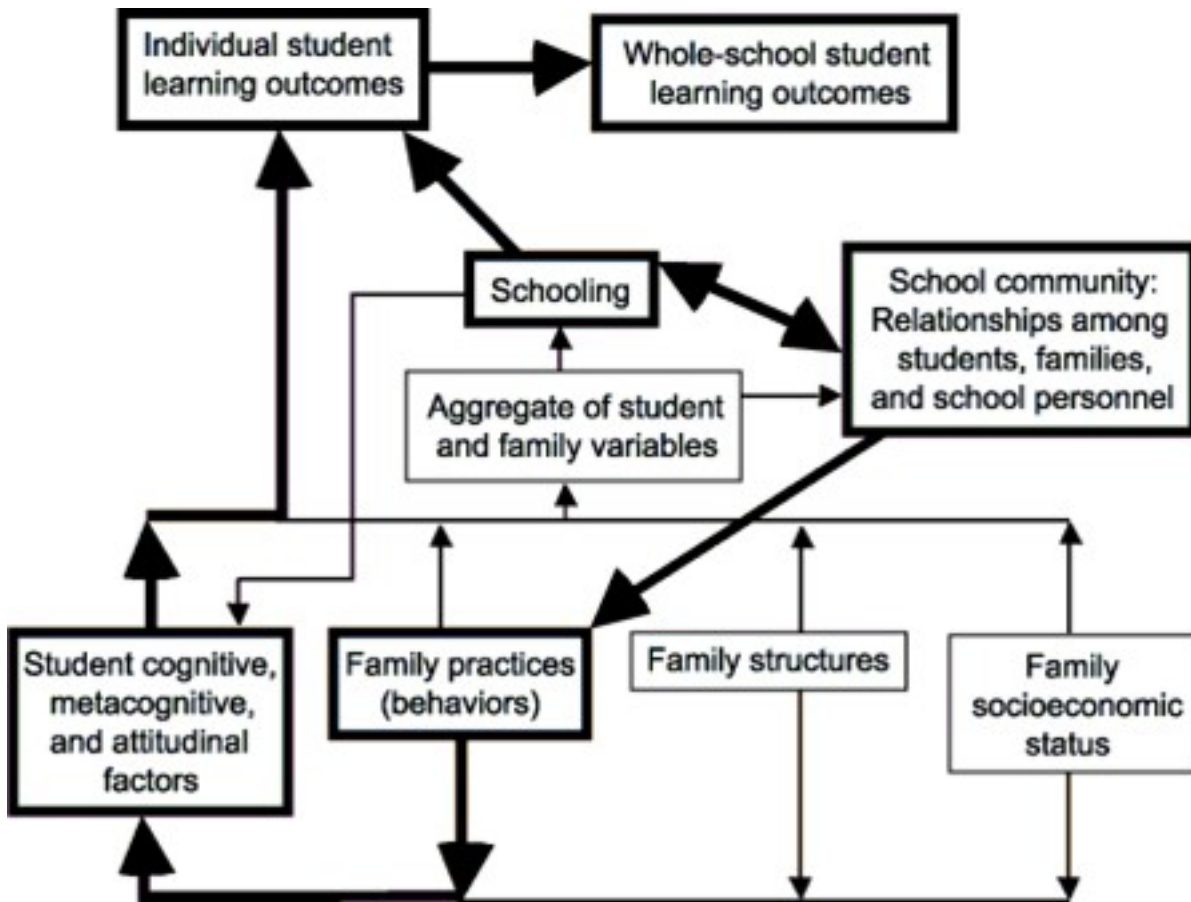 Individual student
learning outcomes
Whole-school student
learning outcomes
Schooling
School community:
Relationships among
students, families,
and school personnel
Aggregate of student
and family variables
Student cognitive,
metacognitive,
and attitudinal
factors
Family practices
(behaviors)
Family structures
Family
socioeconomic
status